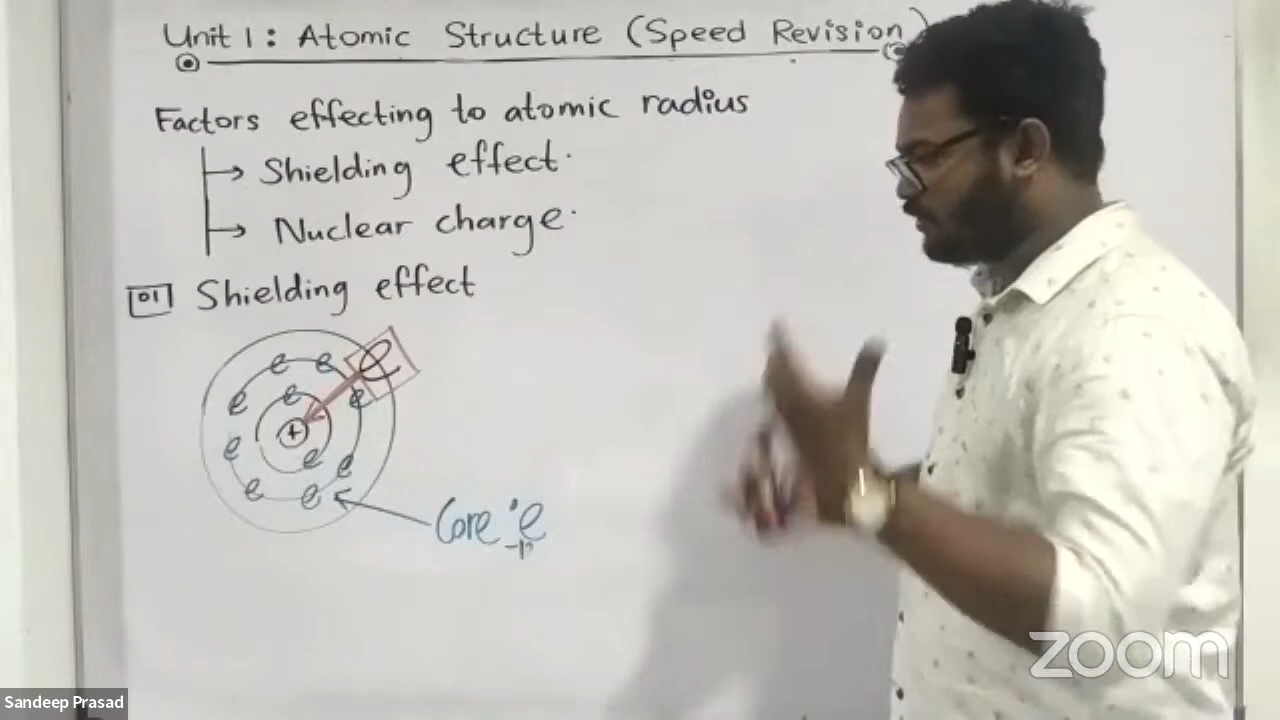 Unit 1 : Atomic Structure (Speed Revision)
Factors effecting to atomic radius
→ Shielding effect.
→ Nuclear charge.
01 Shielding effect
e e e
e e e
+
e e e
e e
Core e
zoom
Sandeep Prasad